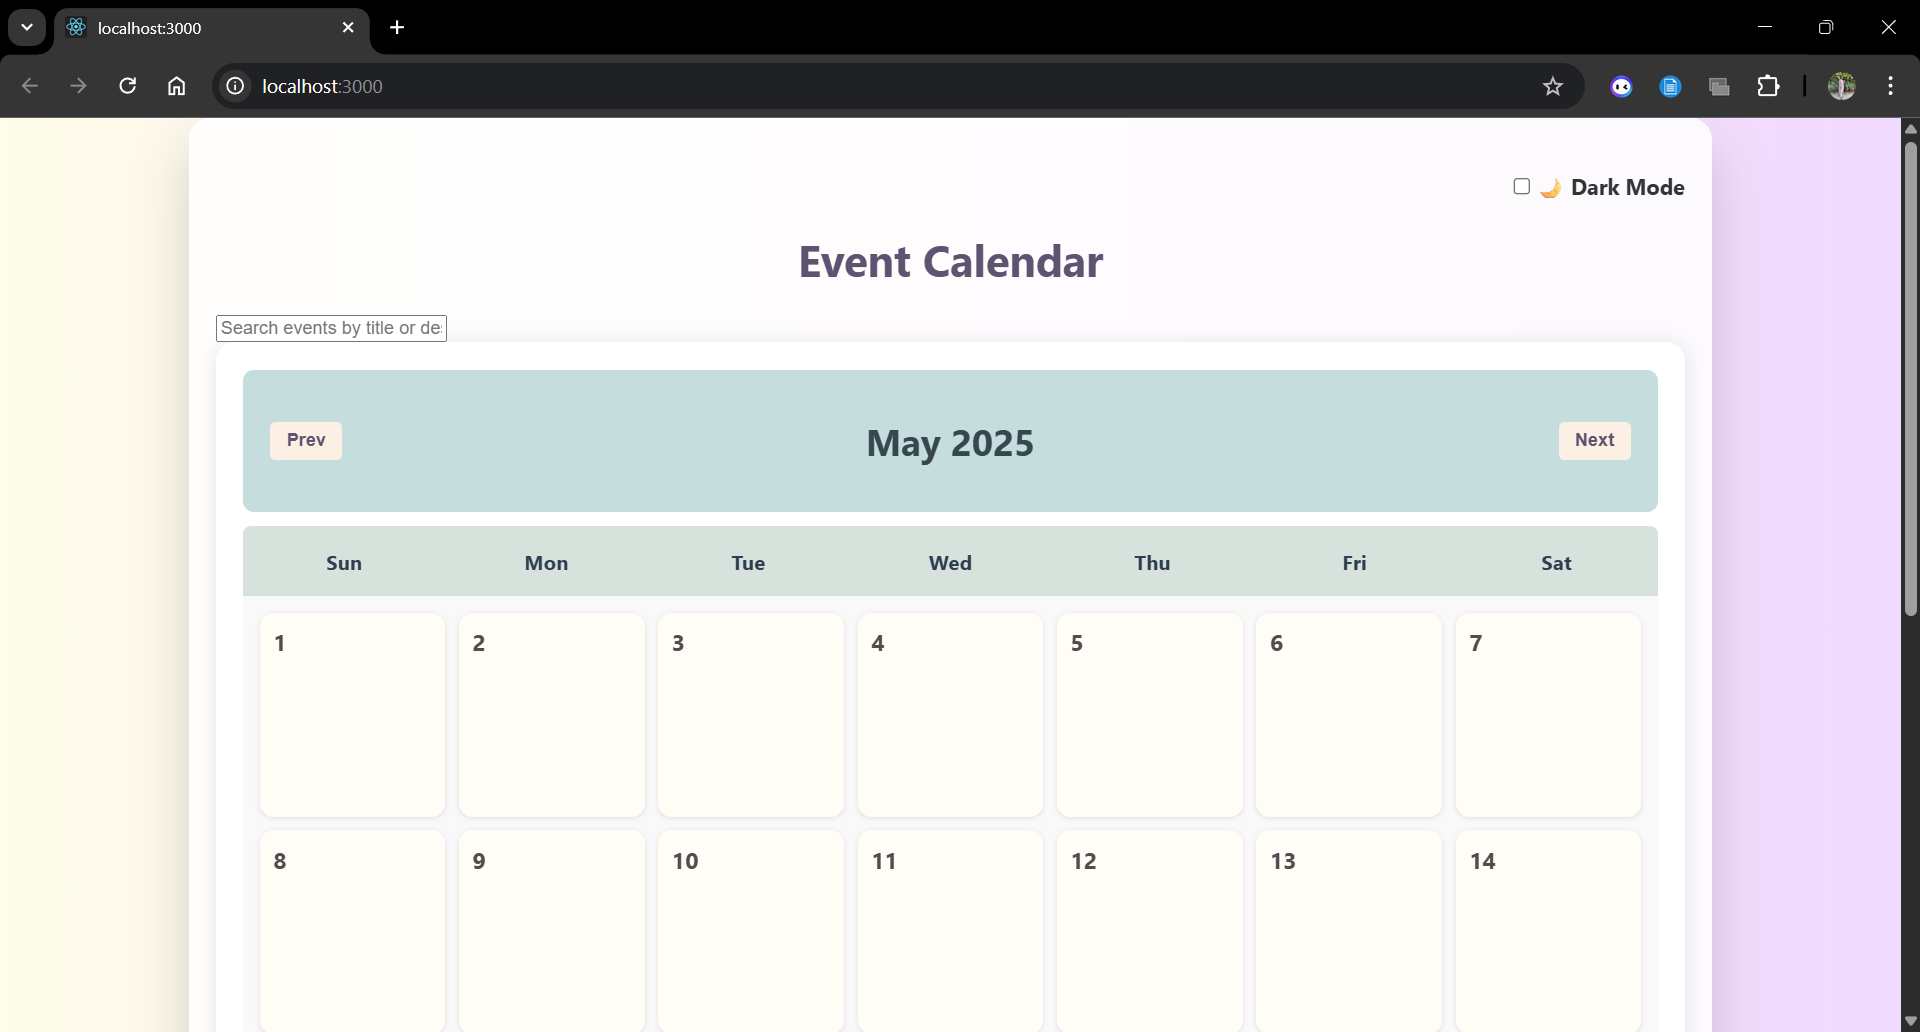 localhost:3000
localhost:3000
Dark Mode
Event Calendar
Search events by title or de
Prev
May 2025
Next
Sun Mon Tue Wed Thu Fri Sat
1 2 3 4 5 6 7
8 9 10 11 12 13 14